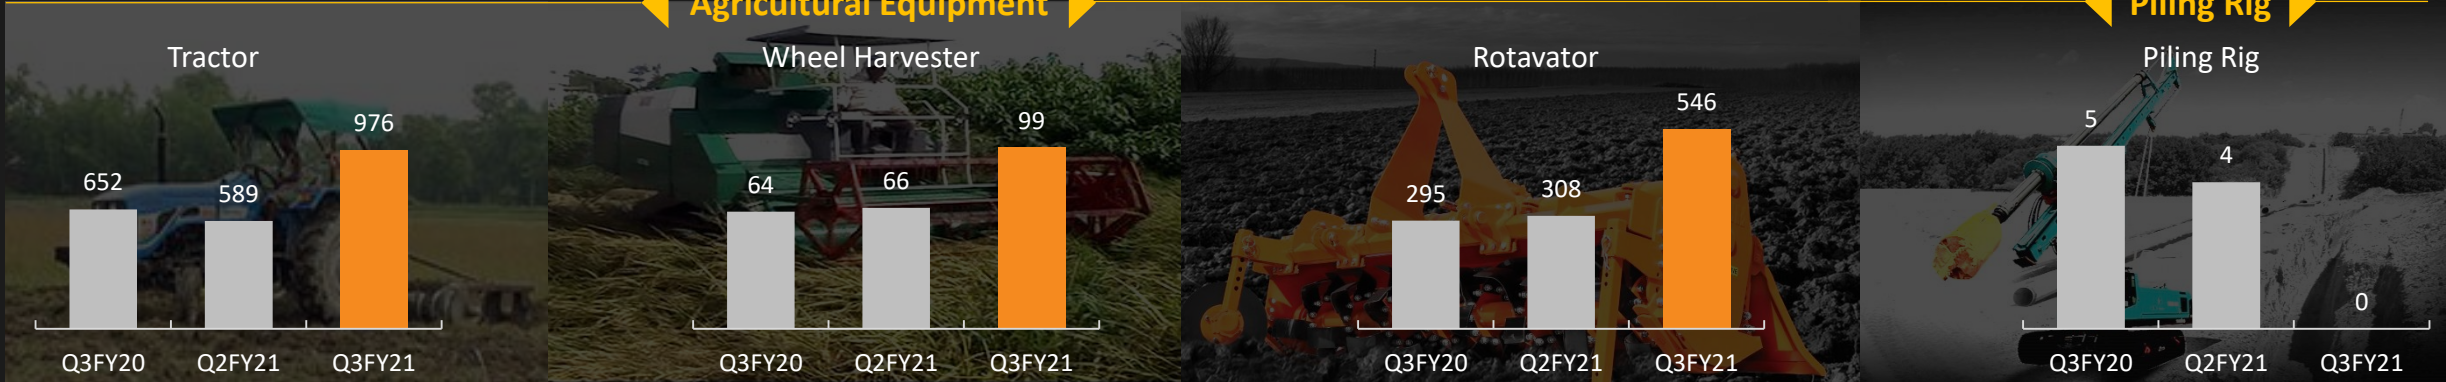 Agricultural Equipment
Piling Rig
Tractor
652
589
976
Q3FY20 Q2FY21 Q3FY21
Wheel Harvester
64
66
99
Q3FY20 Q2FY21 Q3FY21
Rotavator
295
308
546
Q3FY20 Q2FY21 Q3FY21
Piling Rig
5
4
0
Q3FY20 Q2FY21 Q3FY21